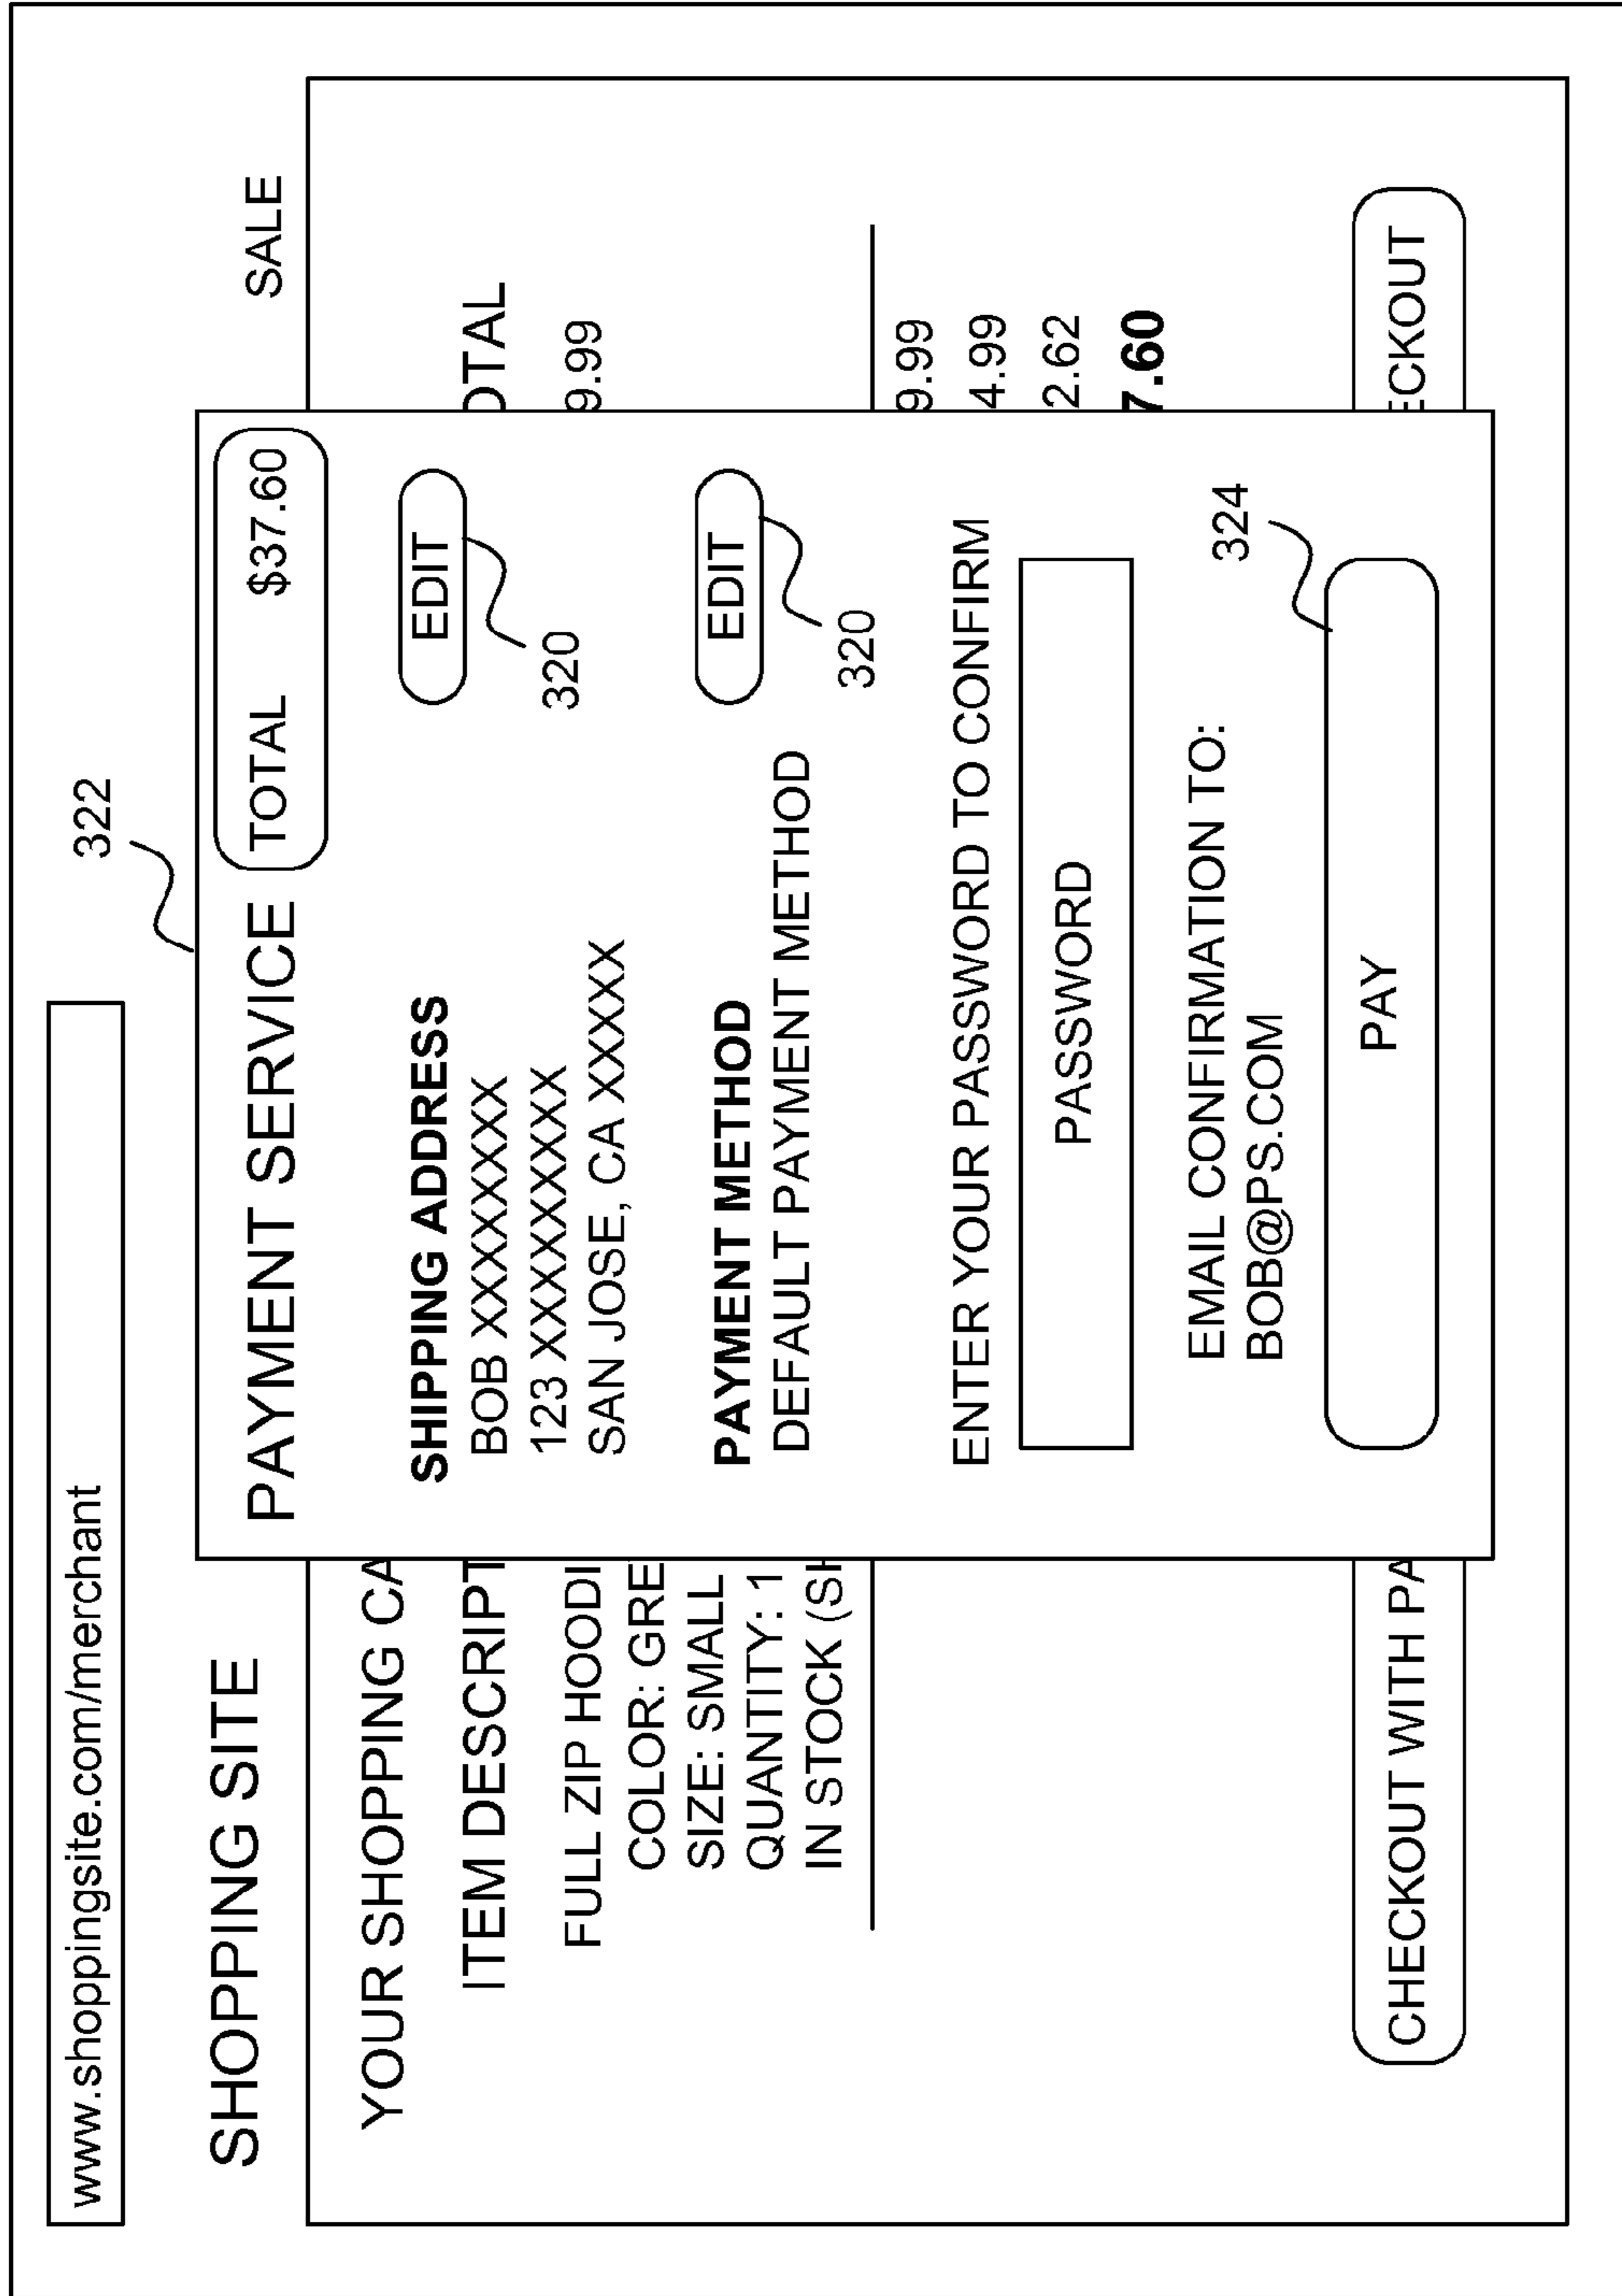 www.shoppingsite.com/merchant
322
SHOPPING SITE
SALE
PAYMENT SERVICE
TOTAL $37.60
YOUR SHOPPING CA
SHIPPING ADDRESS
EDIT
ITEM DESCRIPT
OTAL
BOB XXXXXXXXX
123 XXXXXXXXX
320
FULL ZIP HOODI
9.99
SAN JOSE, CA XXXXX
COLOR: GRE
SIZE: SMALL
PAYMENT METHOD
EDIT
QUANTITY: 1
DEFAULT PAYMENT METHOD
IN STOCK (SH
320
9.99
ENTER YOUR PASSWORD TO CONFIRM
4.99
PASSWORD
2.62
7.60
EMAIL CONFIRMATION TO:
324
BOB@PS.COM
PAY
CHECKOUT WITH PA
ECKOUT